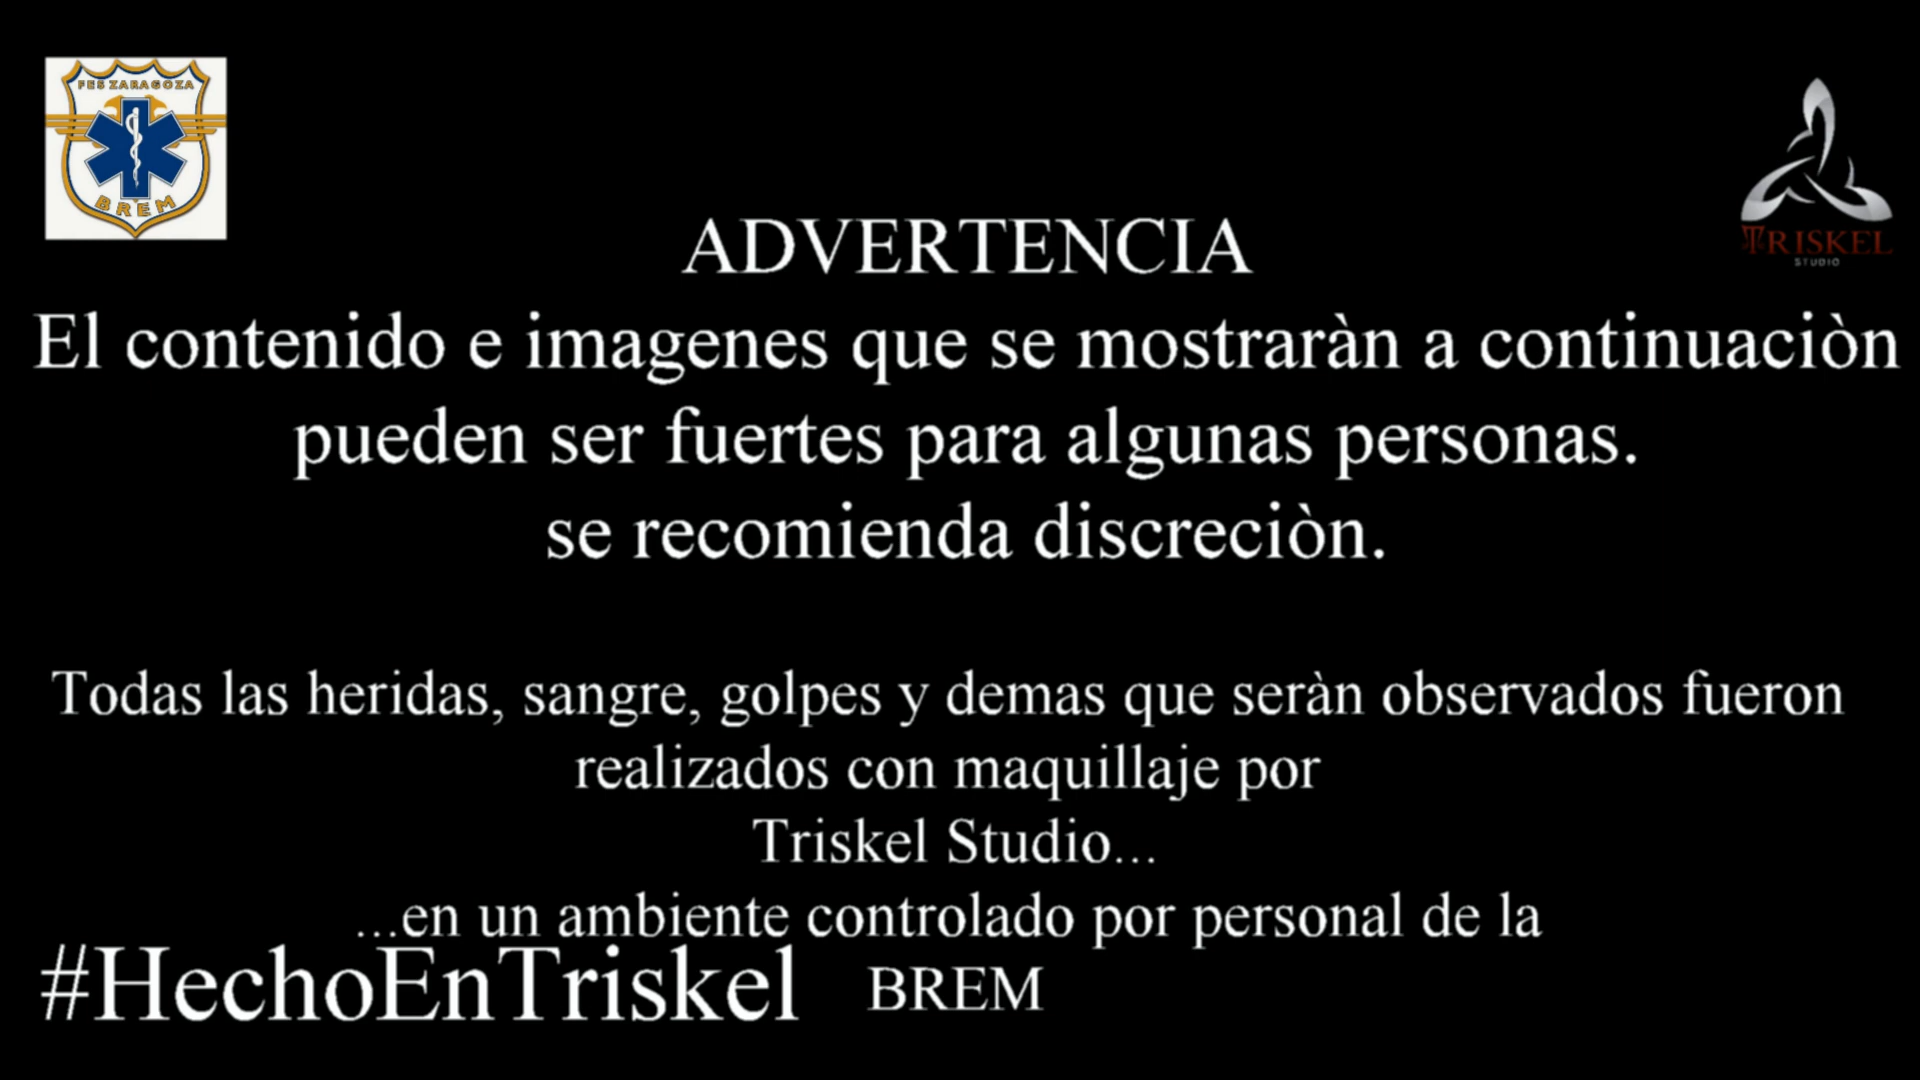 FES ZARAGOZA
BREM
TRISKEL
STUDIO
ADVERTENCIA
El contenido e imagenes que se mostraràn a continuaciòn
pueden ser fuertes para algunas personas.
se recomienda discreciòn.
Todas las heridas, sangre, golpes y demas que seràn observados fueron
realizados con maquillaje por
Triskel Studio...
...en un ambiente controlado por personal de la
BREM
#HechoEnTriskel